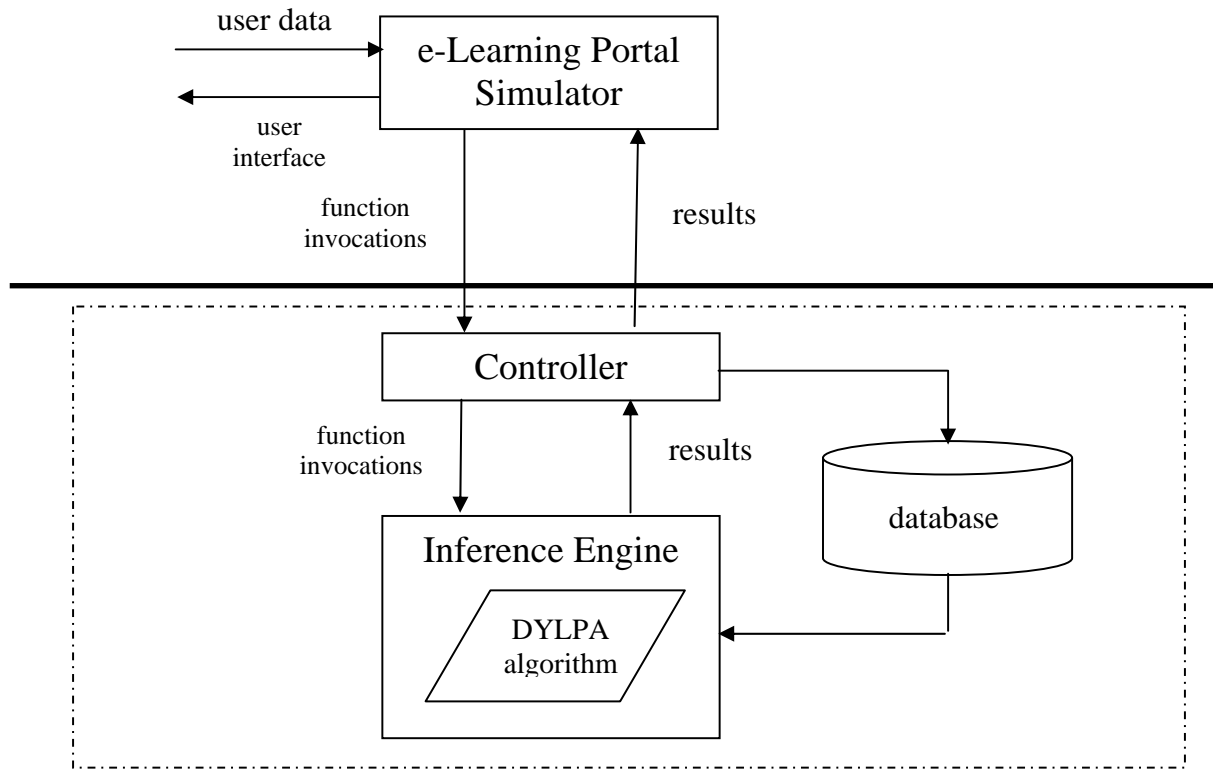 user data
e-Learning Portal
Simulator
user
interface
function
invocations
results
Controller
function
invocations
results
database
Inference Engine
DYLPA
algorithm